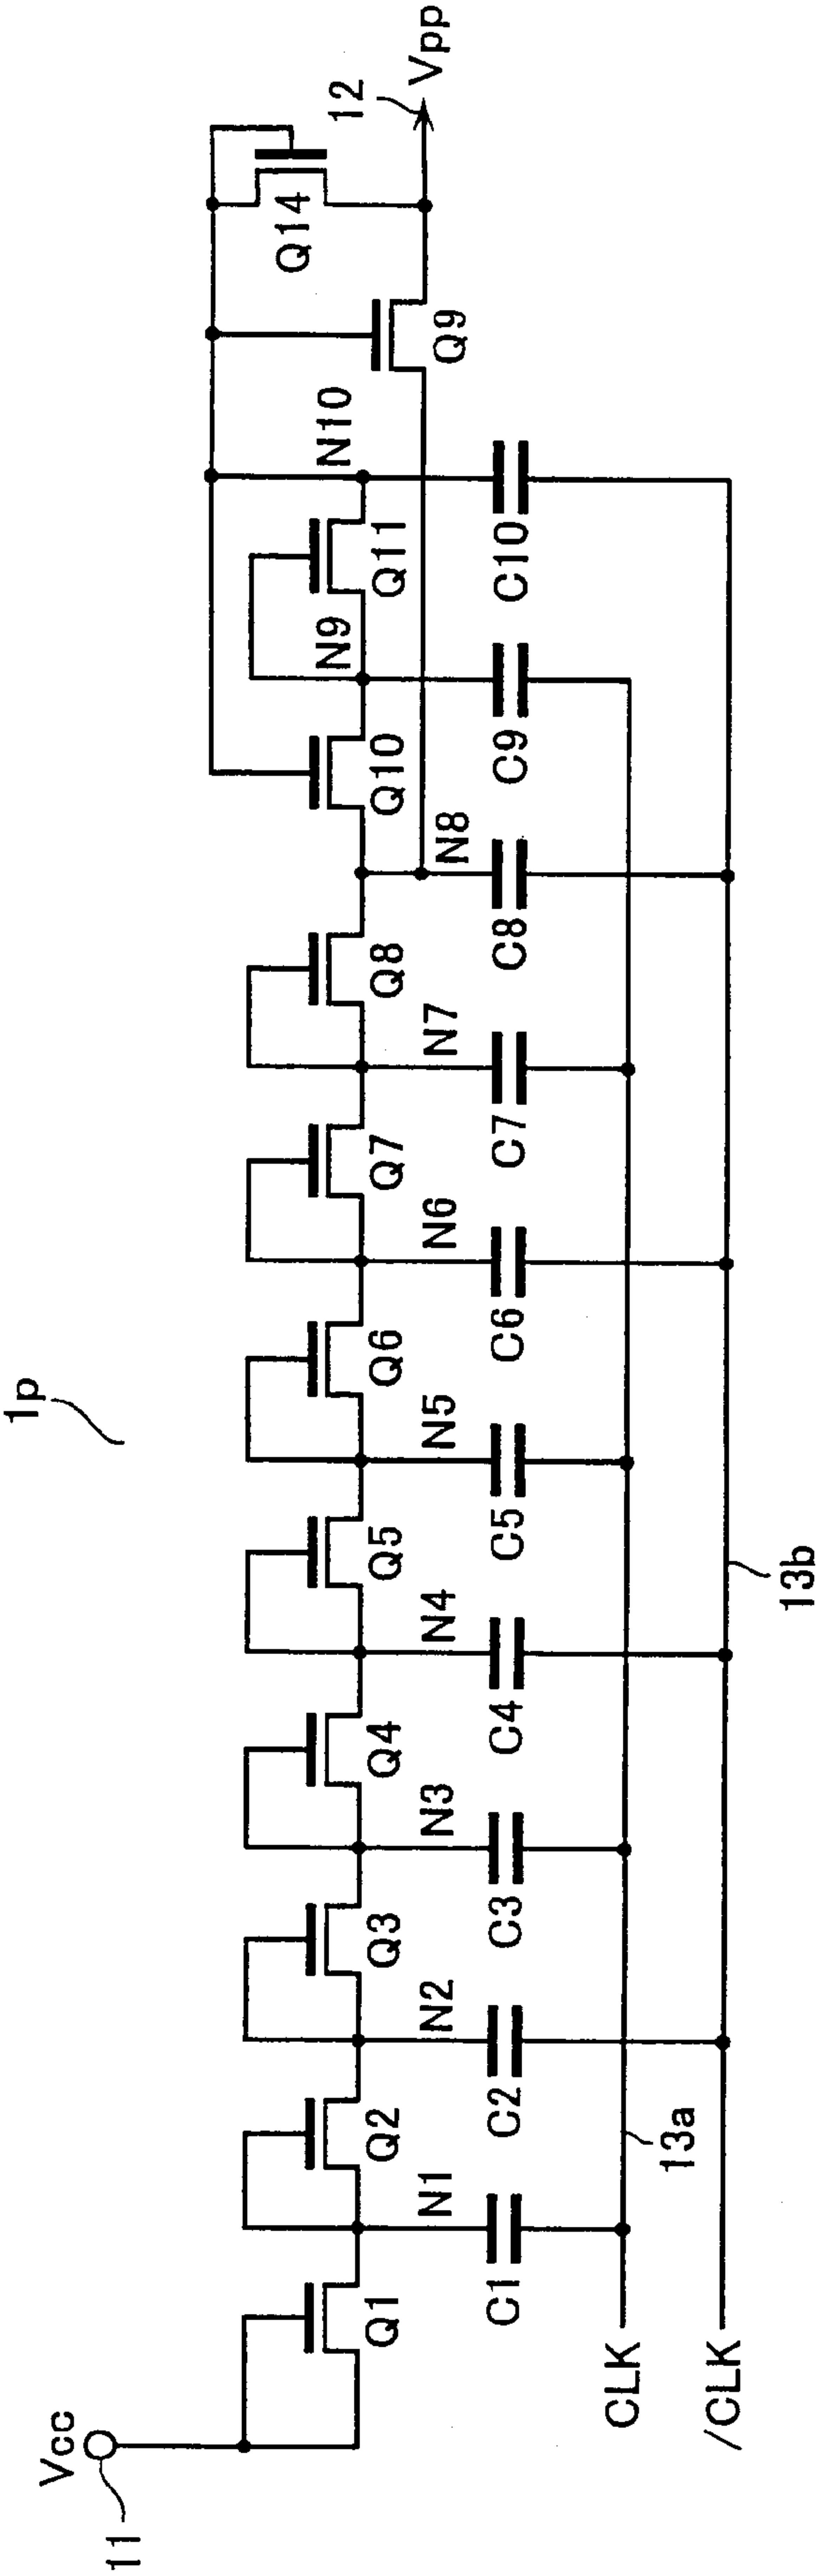 1p
Vcc
11
Q1
Q2
Q3
Q4
Q5
Q6
Q7
Q8
Q10
Q11
Q9
Q14
12
Vpp
N1
N2
N3
N4
N5
N6
N7
N8
N9
N10
C1
C2
C3
C4
C5
C6
C7
C8
C9
C10
CLK
13a
/CLK
13b